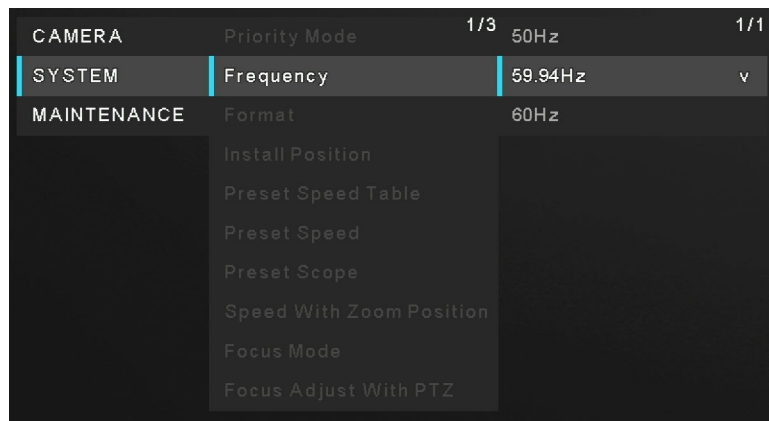 CAMERA
SYSTEM
MAINTENANCE
Priority Mode 1/3
Frequency
Format
Install Position
Preset Speed Table
Preset Speed
Preset Scope
Speed With Zoom Position
Focus Mode
Focus Adjust With PTZ
50Hz 1/1
59.94Hz v
60Hz